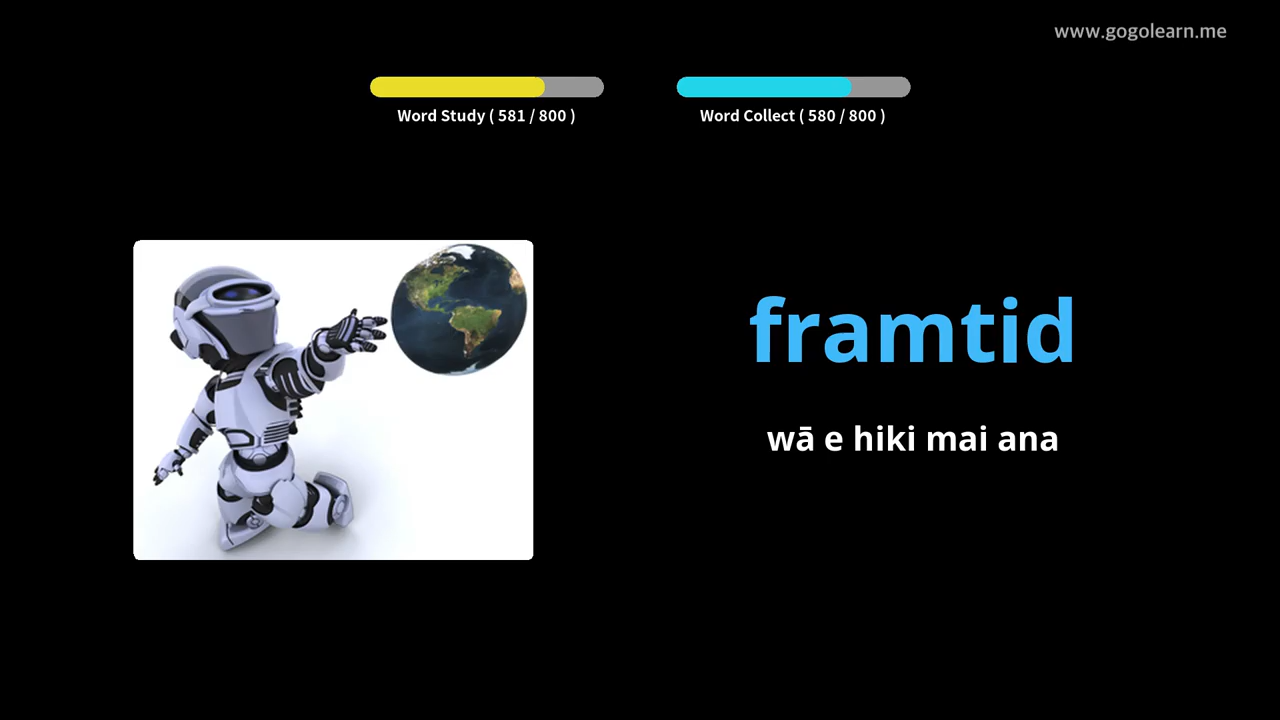 www.gogolearn.me
Word Study ( 581 / 800 )
Word Collect ( 580 / 800 )
framtid
wā e hiki mai ana